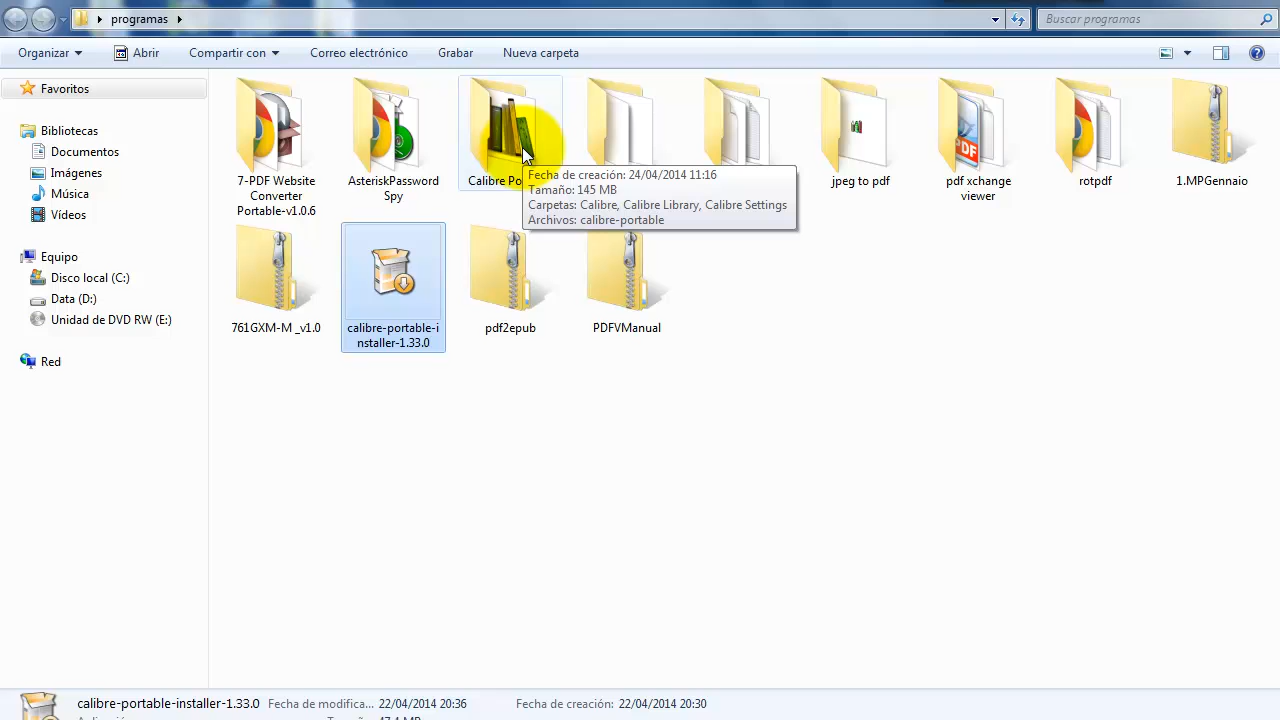 programas
Buscar programas
Organizar
Abrir
Compartir con
Correo electrónico
Grabar
Nueva carpeta
Favoritos
Bibliotecas
Documentos
Imágenes
Música
Vídeos
Equipo
Disco local (C:)
Data (D:)
Unidad de DVD RW (E:)
Red
7-PDF Website
Converter
Portable-v1.0.6
AsteriskPassword
Spy
Calibre
Fecha de creación: 24/04/2014 11:16
Tamaño: 145 MB
Carpetas: Calibre, Calibre Library, Calibre Settings
Archivos: calibre-portable
jpeg to pdf
pdf xchange
viewer
rotpdf
1.MPGennaio
761GXM-M _v1.0
calibre-portable-i
nstaller-1.33.0
pdf2epub
PDFVManual
calibre-portable-installer-1.33.0
Fecha de modifica... 22/04/2014 20:36
Fecha de creación: 22/04/2014 20:30